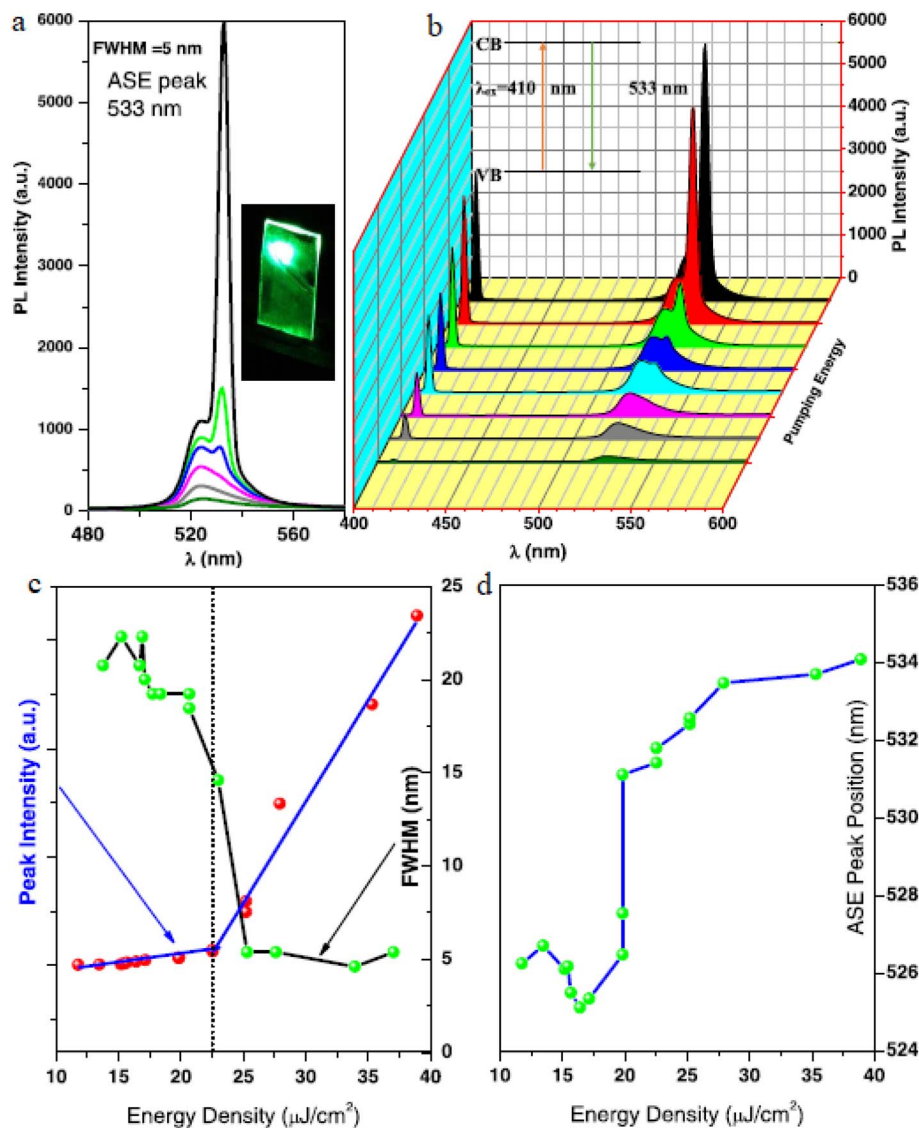 a
FWHM =5 nm
ASE peak
533 nm
6000
5000
4000
3000
2000
1000
0
PL Intensity (a.u.)
480 520 560
λ (nm)
b
CB
λex=410 nm
533 nm
VB
6000
5000
4000
3000
2000
1000
0
PL Intensity (a.u.)
Pumping Energy
400 450 500 550 600
λ (nm)
c
Peak Intensity (a.u.)
25
20
15
10
5
0
FWHM (nm)
10 15 20 25 30 35 40
Energy Density (μJ/cm²)
d
536
534
532
530
528
526
524
ASE Peak Position (nm)
10 15 20 25 30 35 40
Energy Density (μJ/cm²)